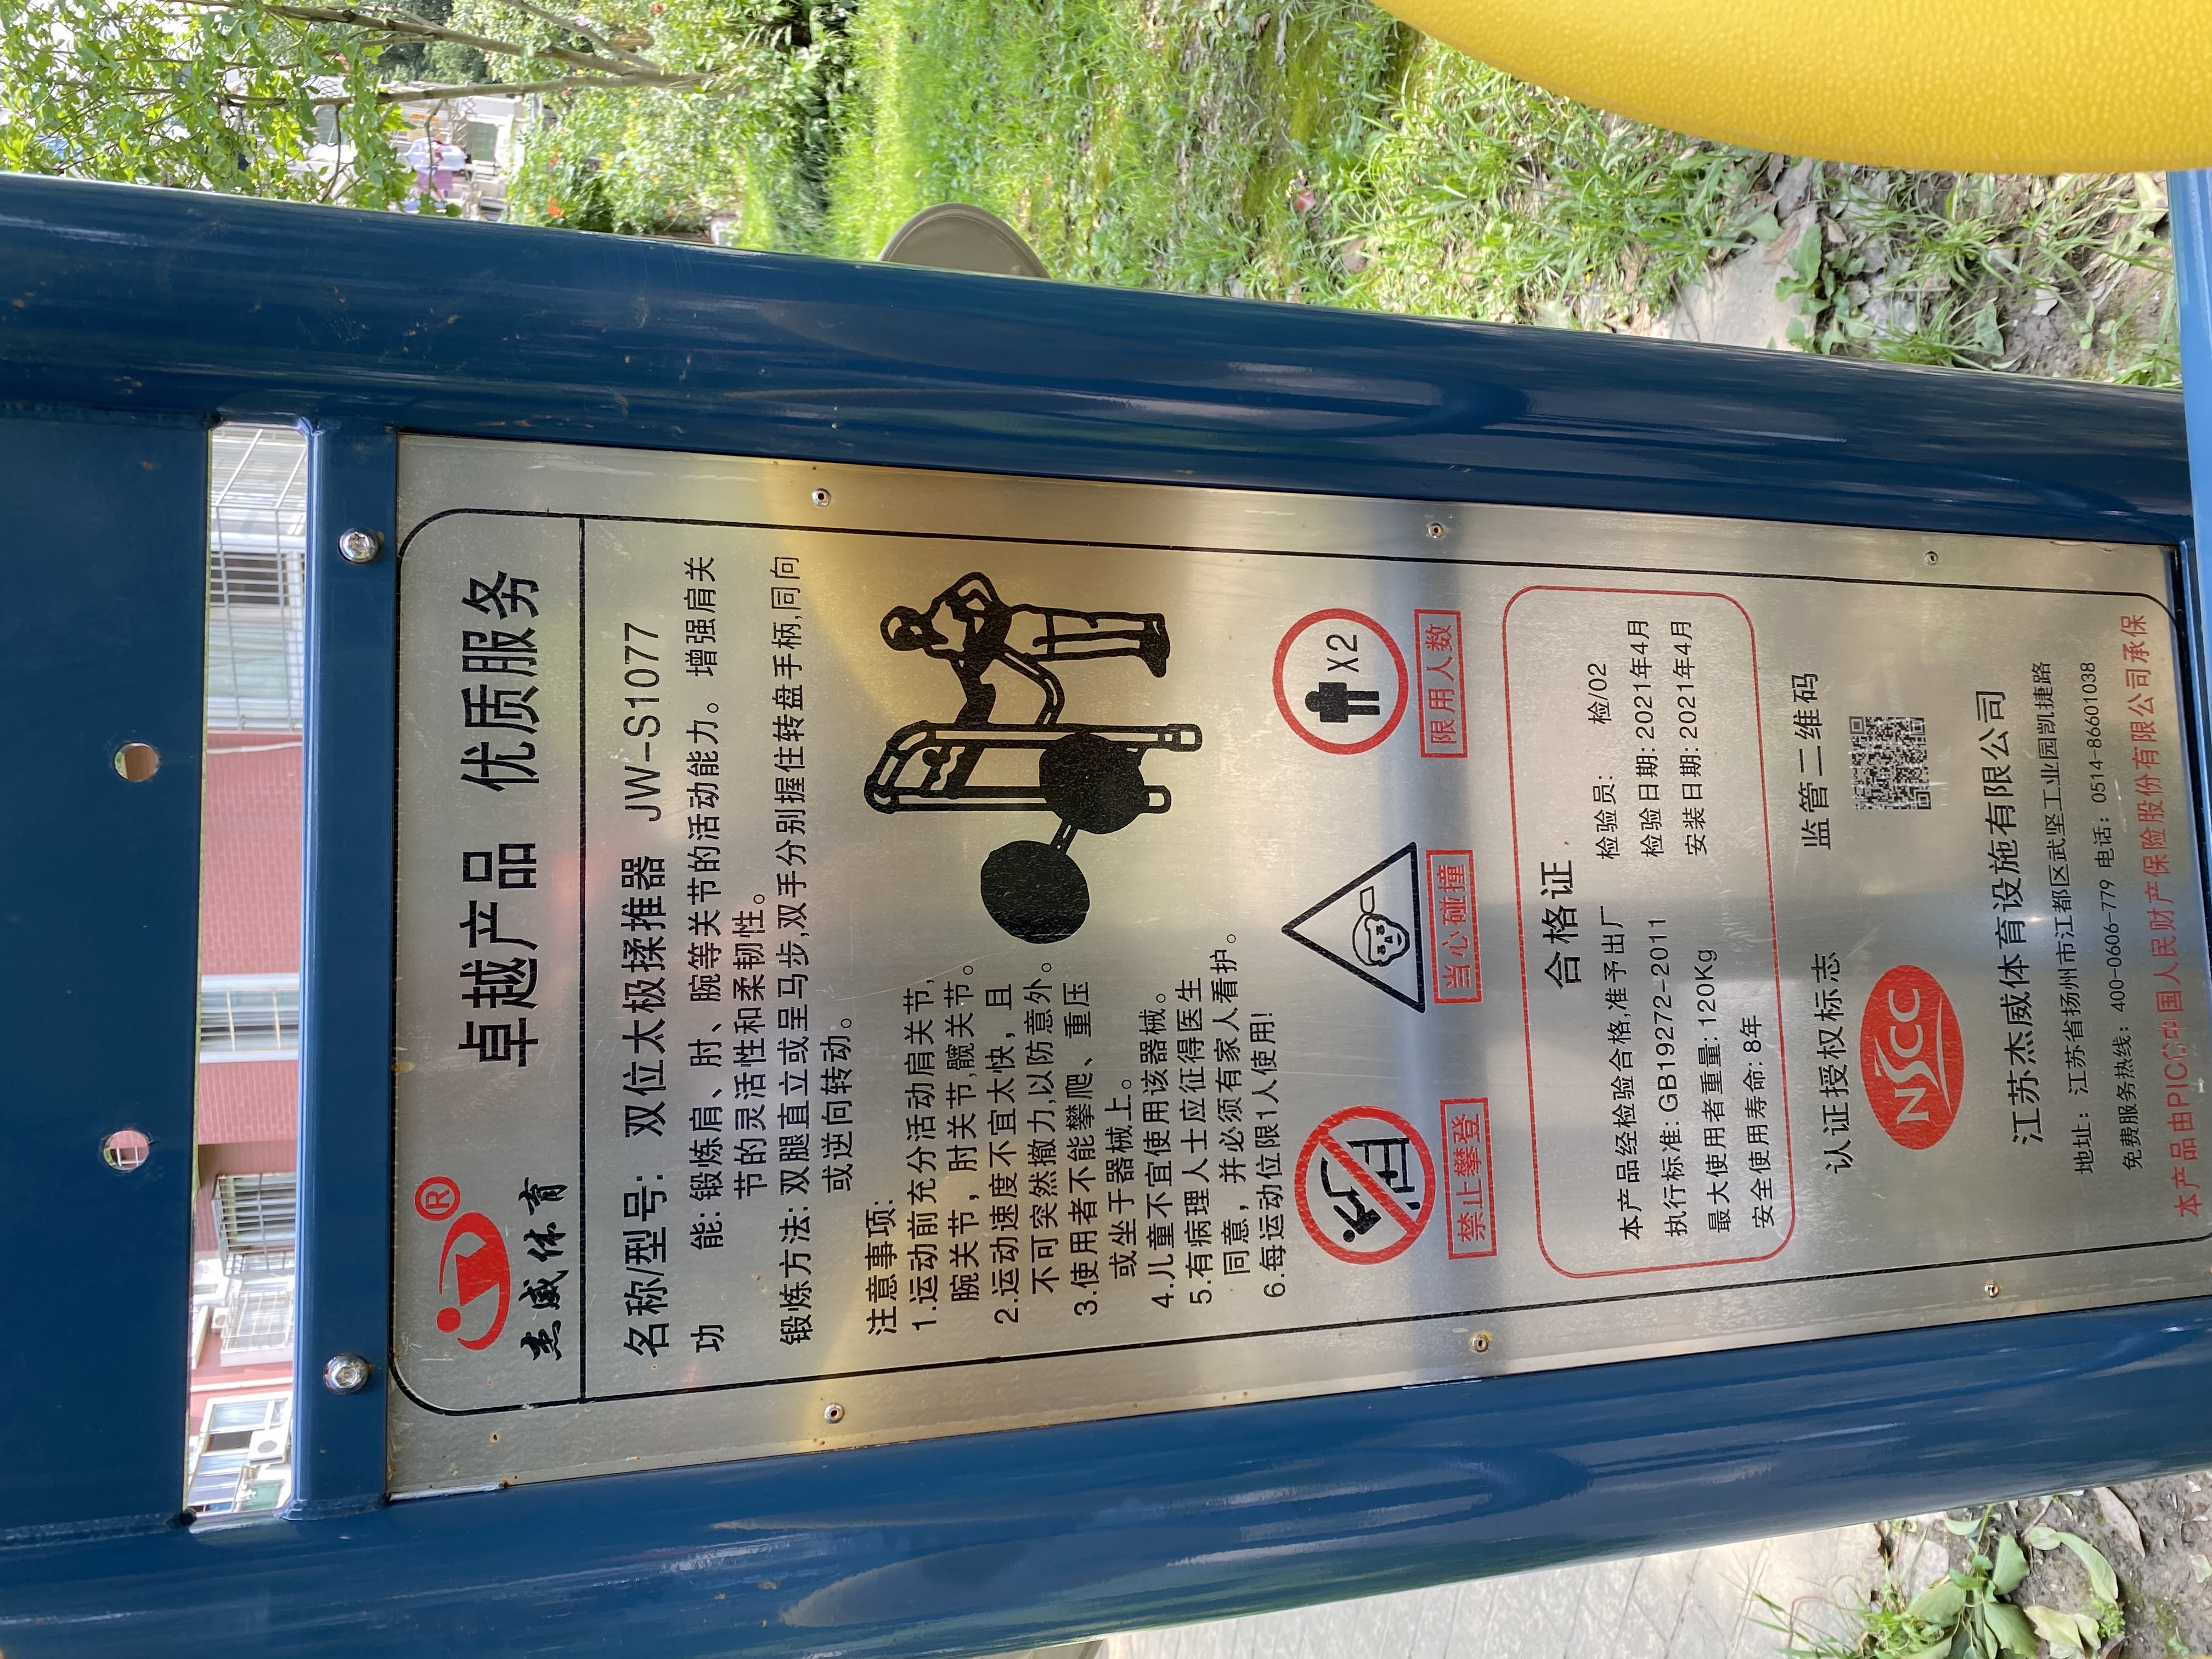 ®
杰威体育
卓越产品 优质服务
名称/型号: 双位太极揉推器 JW-S1077
功 能: 锻炼肩、肘、腕等关节的活动能力。增强肩关
节的灵活性和柔韧性。
锻炼方法: 双腿直立或呈马步,双手分别握住转盘手柄,同向
或逆向转动。
注意事项:
1.运动前充分活动肩关节,
腕关节，肘关节,髋关节。
2.运动速度不宜太快，且
不可突然撤力,以防意外。
3.使用者不能攀爬、重压
或坐于器械上。
4.儿童不宜使用该器械。
5.有病理人士应征得医生
同意，并必须有家人看护。
6.每运动位限1人使用!
X2
禁止攀登
当心碰撞
限用人数
合格证
本产品经检验合格,准予出厂
检验员: 检/02
执行标准: GB19272-2011
检验日期: 2021年4月
最大使用者重量:120Kg
安装日期: 2021年4月
安全使用寿命: 8年
认证授权标志
监管二维码
NSCC
江苏杰威体育设施有限公司
地址：江苏省扬州市江都区武坚工业园凯捷路
免费服务热线：400-0606-779 电话：0514-86601038
本产品由PICC中国人民财产保险股份有限公司承保